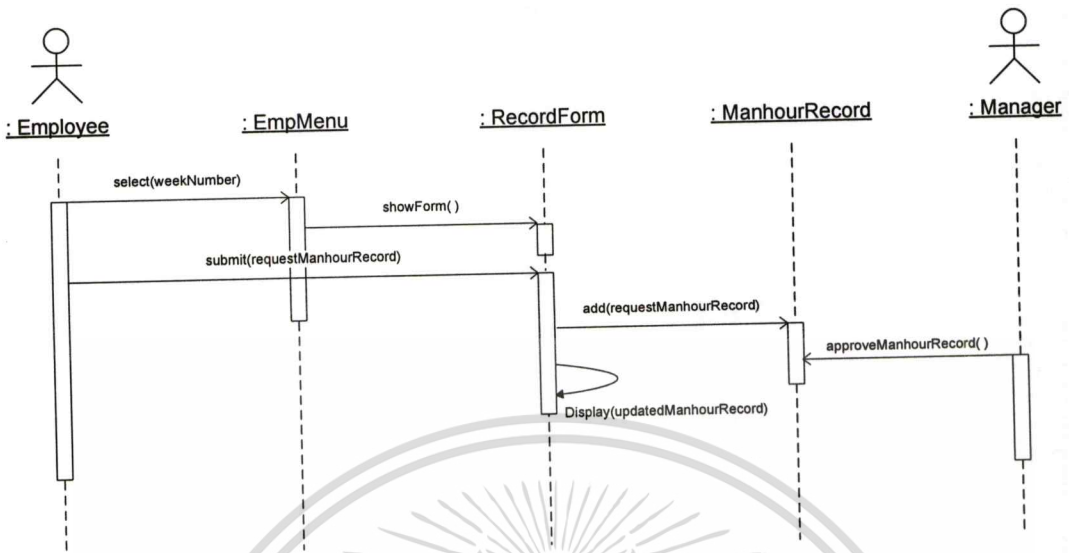 : Employee
: EmpMenu
: RecordForm
: ManhourRecord
: Manager
select(weekNumber)
showForm( )
submit(requestManhourRecord)
add(requestManhourRecord)
approveManhourRecord( )
Display(updatedManhourRecord)